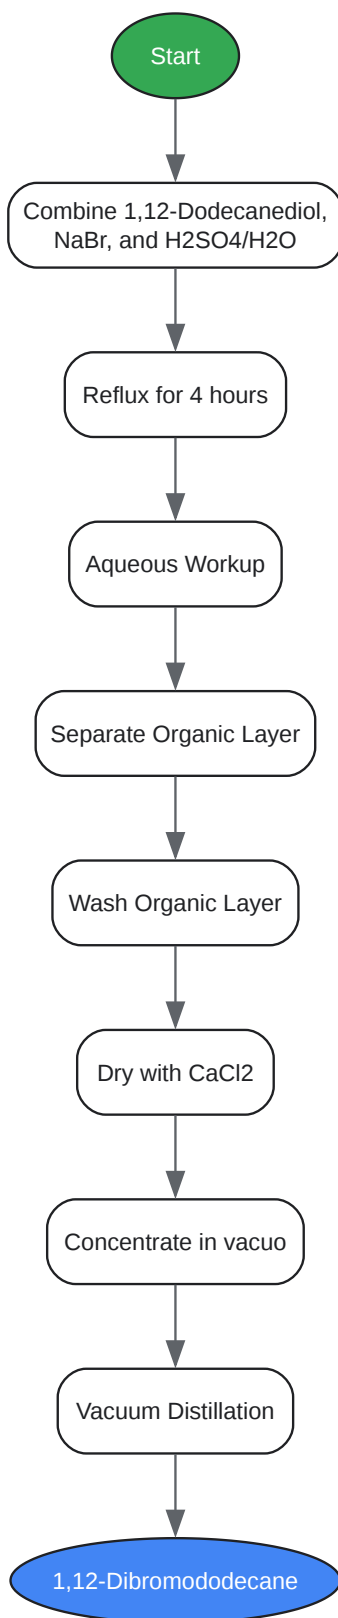 Start
Combine 1,12-Dodecanediol,
NaBr, and H2SO4/H2O
Reflux for 4 hours
Aqueous Workup
Separate Organic Layer
Wash Organic Layer
Dry with CaCl2
Concentrate in vacuo
Vacuum Distillation
1,12-Dibromododecane